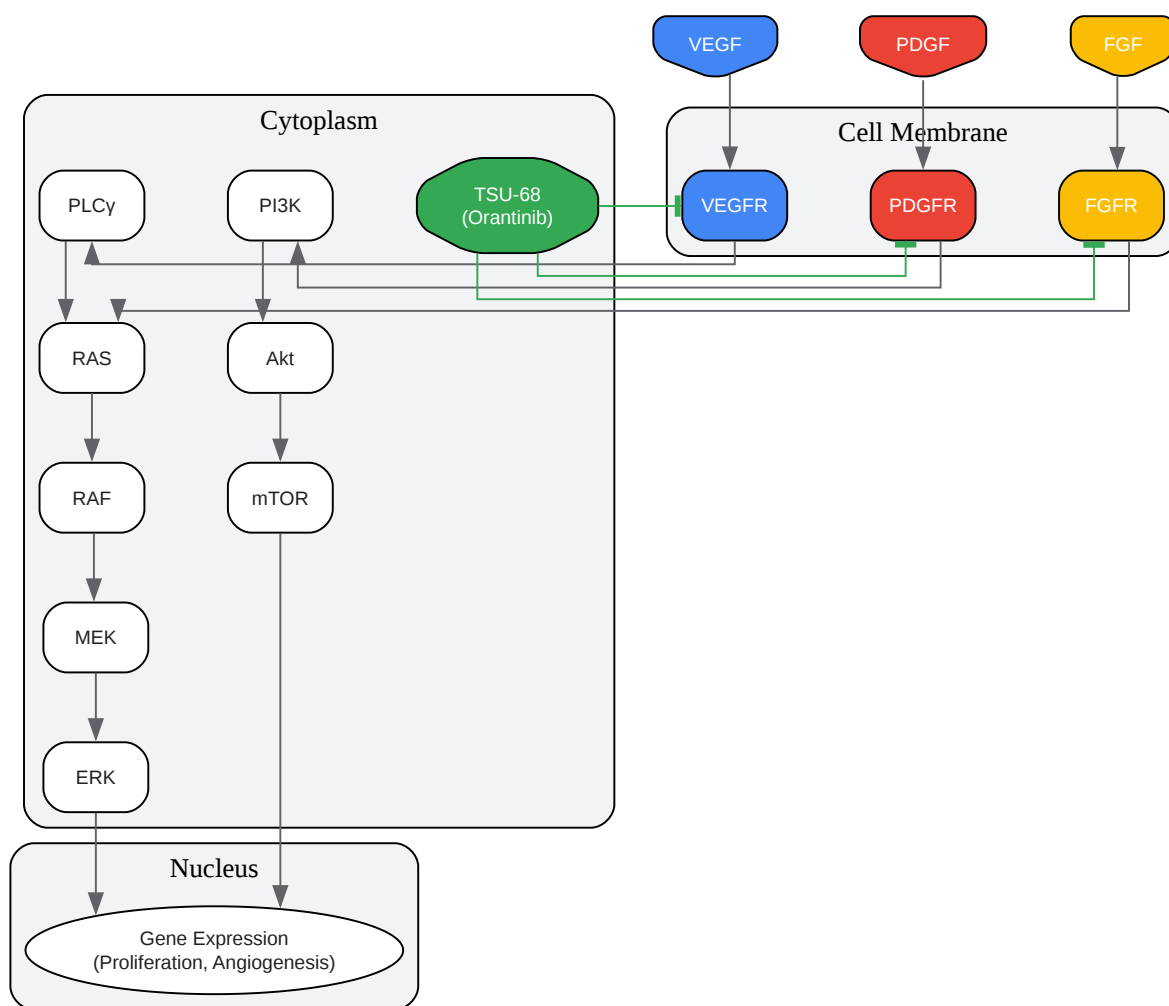 VEGF
PDGF
FGF
Cytoplasm
Cell Membrane
PLCγ
PI3K
TSU-68
(Orantinib)
VEGFR
PDGFR
FGFR
RAS
Akt
RAF
mTOR
MEK
ERK
Nucleus
Gene Expression
(Proliferation, Angiogenesis)